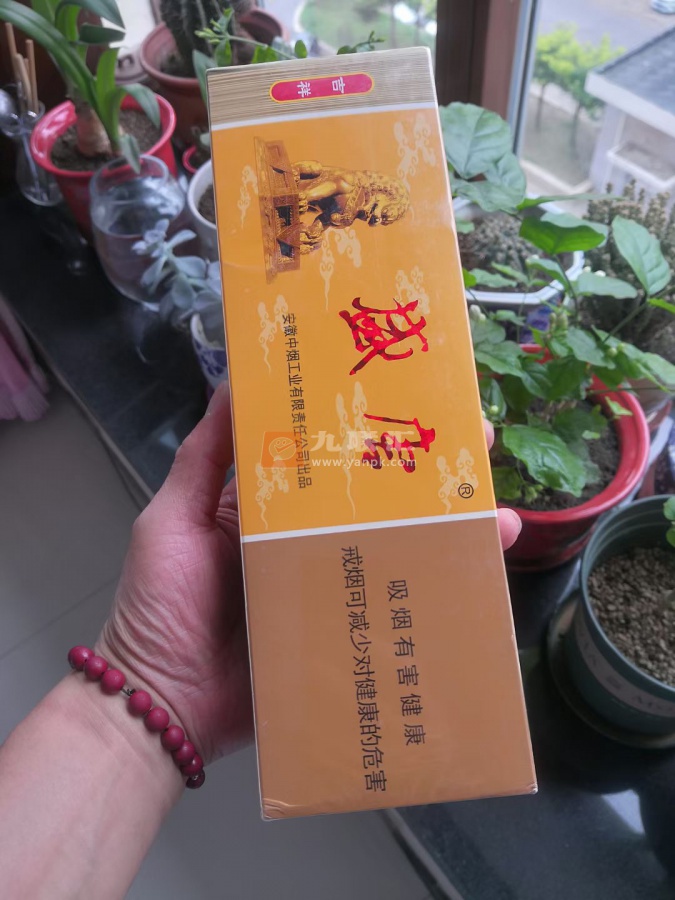 吉祥
盛唐
®
安徽中烟工业有限责任公司出品
www.yanpk.com
吸烟有害健康
戒烟可减少对健康的危害